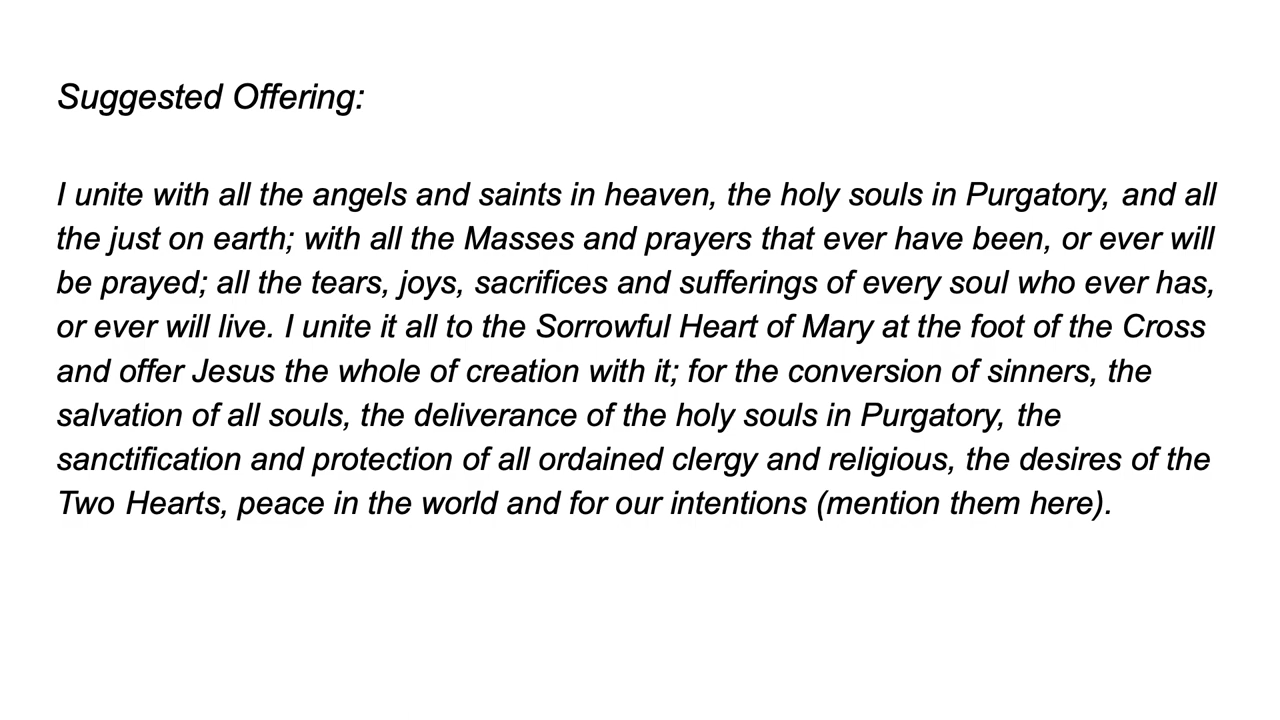 Suggested Offering:
I unite with all the angels and saints in heaven, the holy souls in Purgatory, and all
the just on earth; with all the Masses and prayers that ever have been, or ever will
be prayed; all the tears, joys, sacrifices and sufferings of every soul who ever has,
or ever will live. I unite it all to the Sorrowful Heart of Mary at the foot of the Cross
and offer Jesus the whole of creation with it; for the conversion of sinners, the
salvation of all souls, the deliverance of the holy souls in Purgatory, the
sanctification and protection of all ordained clergy and religious, the desires of the
Two Hearts, peace in the world and for our intentions (mention them here).